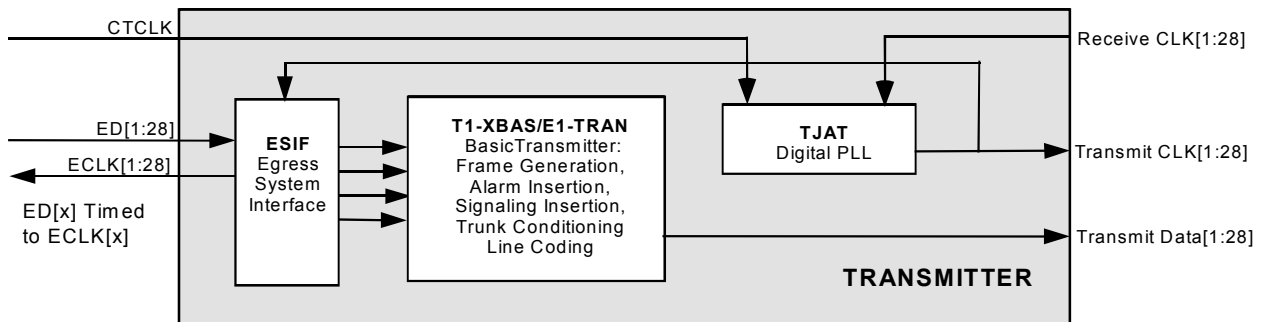 CTCLK
Receive CLK[1:28]
ED[1:28]
ECLK[1:28]
ED[x] Timed
to ECLK[x]
ESIF
Egress
System
Interface
T1-XBAS/E1-TRAN
BasicTransmitter:
Frame Generation,
Alarm Insertion,
Signaling Insertion,
Trunk Conditioning
Line Coding
TJAT
Digital PLL
Transmit CLK[1:28]
Transmit Data[1:28]
TRANSMITTER